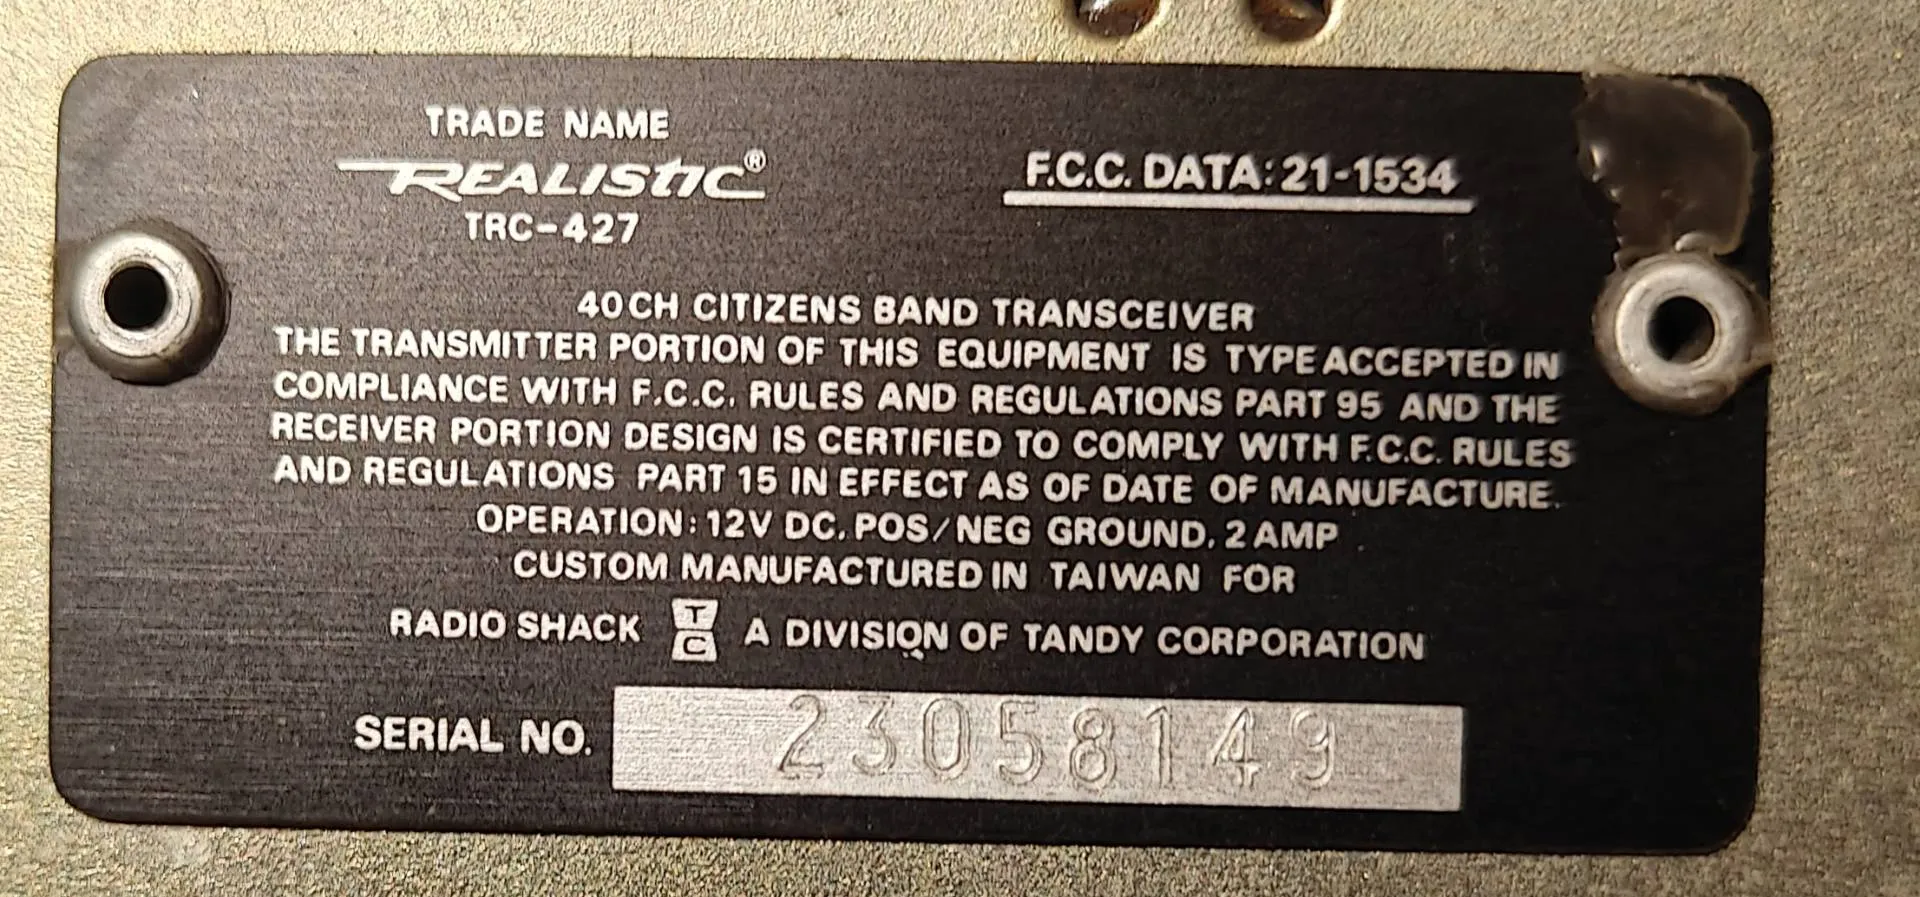 TRADE NAME
REALISTIC®
TRC-427
F.C.C. DATA: 21-1534
40CH CITIZENS BAND TRANSCEIVER
THE TRANSMITTER PORTION OF THIS EQUIPMENT IS TYPE ACCEPTED IN
COMPLIANCE WITH F.C.C. RULES AND REGULATIONS PART 95 AND THE
RECEIVER PORTION DESIGN IS CERTIFIED TO COMPLY WITH F.C.C. RULES
AND REGULATIONS PART 15 IN EFFECT AS OF DATE OF MANUFACTURE.
OPERATION: 12V DC. POS/NEG GROUND. 2 AMP
CUSTOM MANUFACTURED IN TAIWAN FOR
RADIO SHACK TC A DIVISION OF TANDY CORPORATION
SERIAL NO. 23058149